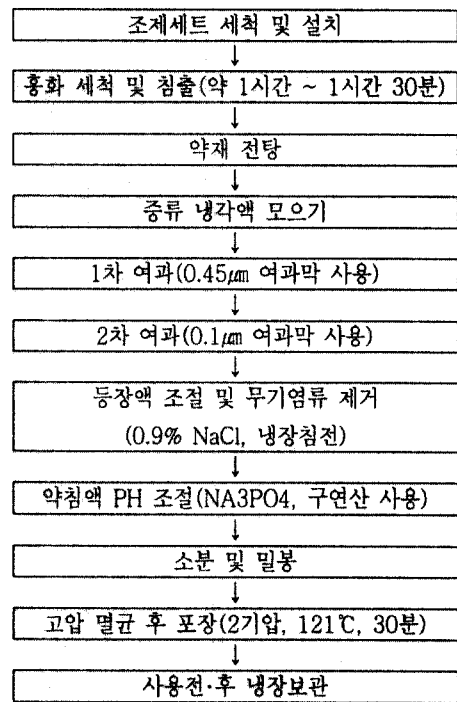 조제세트 세척 및 설치
홍화 세척 및 침출(약 1시간 ~ 1시간 30분)
약재 전탕
증류 냉각액 모으기
1차 여과(0.45㎛ 여과막 사용)
2차 여과(0.1㎛ 여과막 사용)
등장액 조절 및 무기염류 제거
(0.9% NaCl, 냉장침전)
약침액 PH 조절(NA3PO4, 구연산 사용)
소분 및 밀봉
고압 멸균 후 포장(2기압, 121℃, 30분)
사용전·후 냉장보관